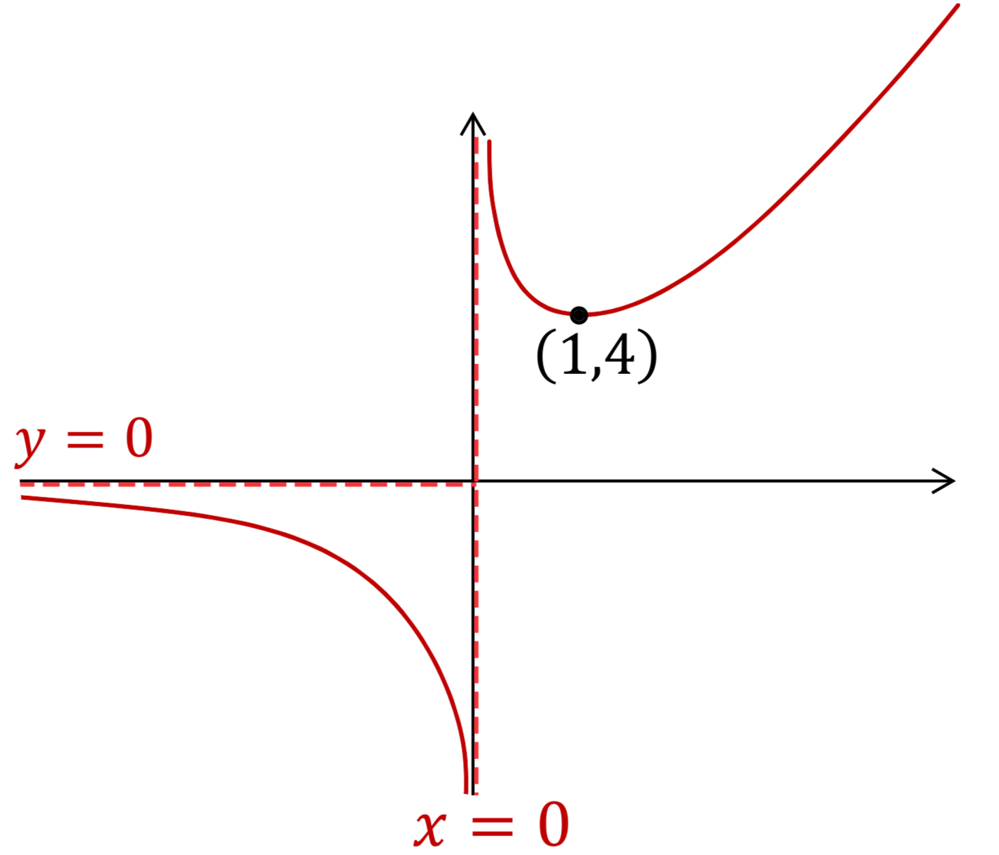 (1,4)
y = 0
x = 0